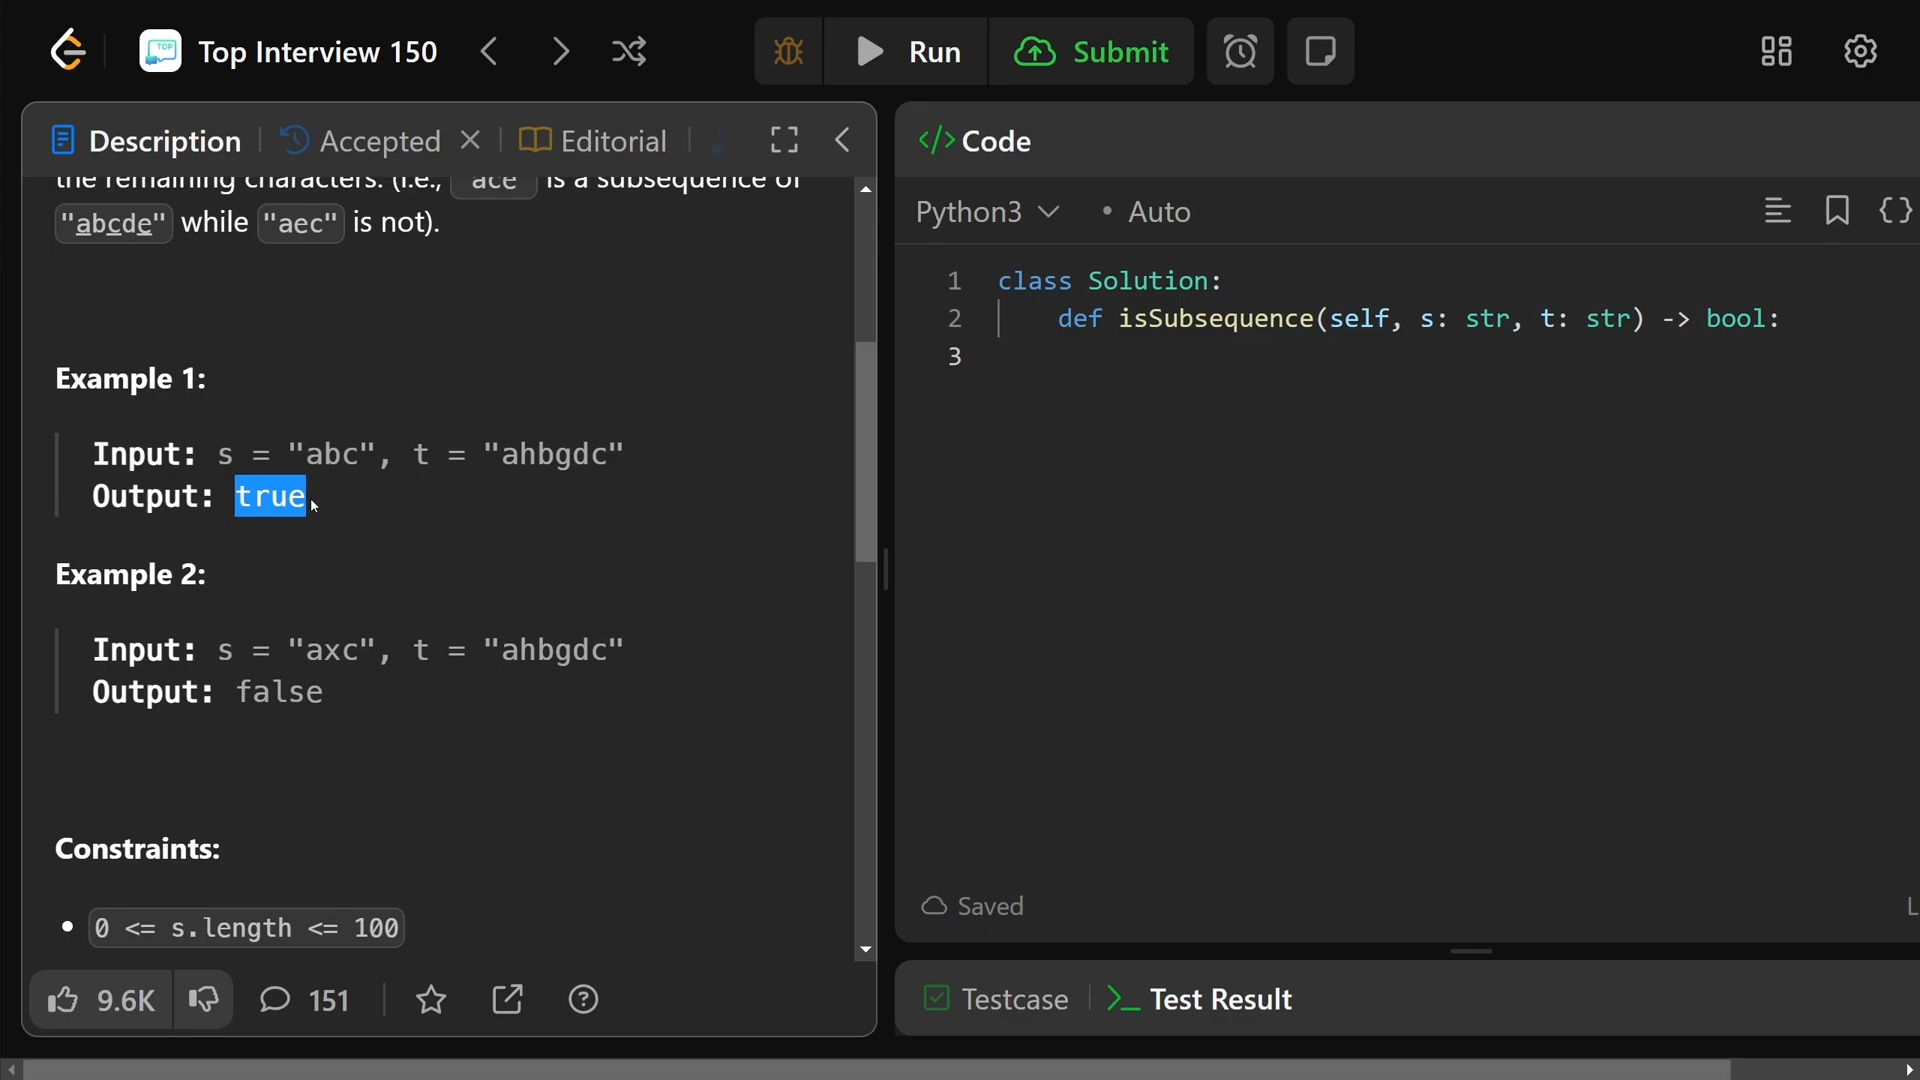 Top Interview 150
Run
Submit
Description
Accepted
Editorial
the remaining characters. (i.e., "ace" is a subsequence of
"abcde" while "aec" is not).
Example 1:
Input: s = "abc", t = "ahbgdc"
Output: true
Example 2:
Input: s = "axc", t = "ahbgdc"
Output: false
Constraints:
• 0 <= s.length <= 100
9.6K
151
</> Code
Python3
• Auto
{}
1 class Solution:
2 def isSubsequence(self, s: str, t: str) -> bool:
3
Saved
L
Testcase
>_ Test Result